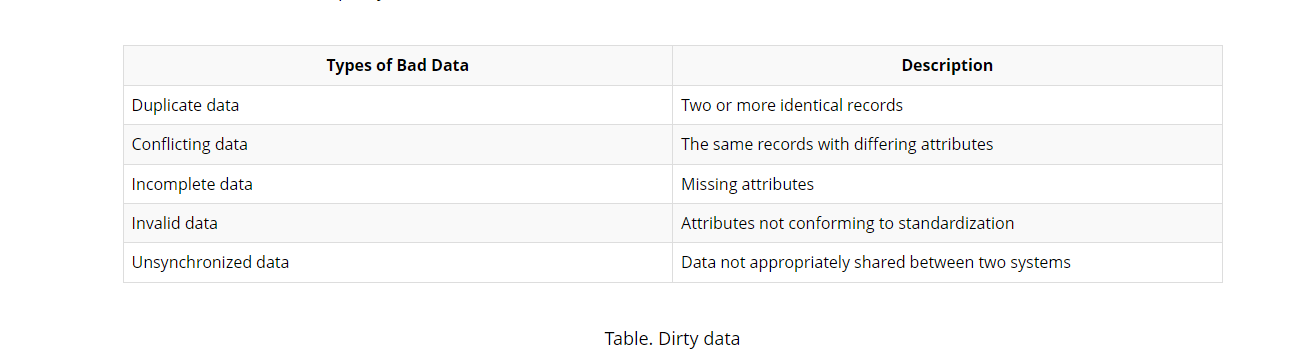 Types of Bad Data Description
Duplicate data Two or more identical records
Conflicting data The same records with differing attributes
Incomplete data Missing attributes
Invalid data Attributes not conforming to standardization
Unsynchronized data Data not appropriately shared between two systems
Table. Dirty data